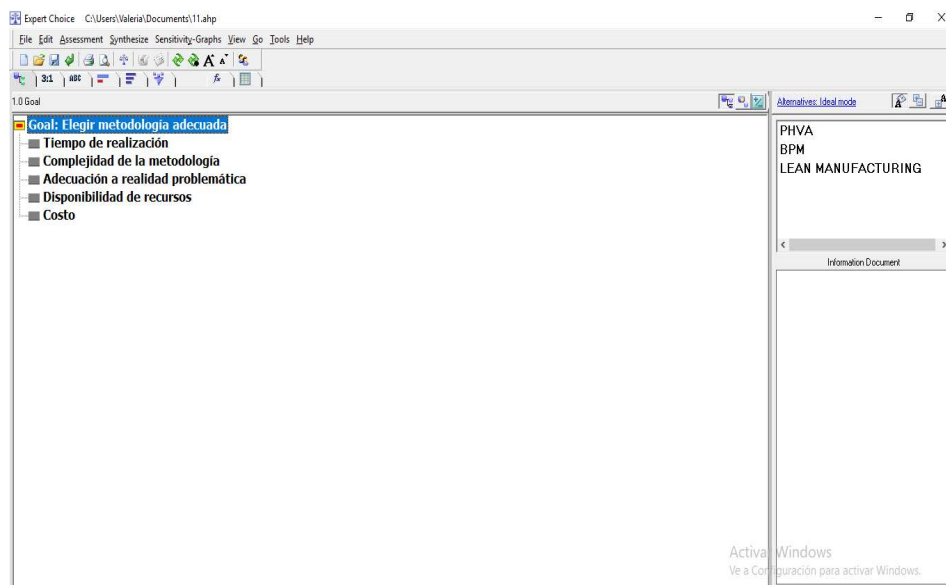 Expert Choice C:\Users\Valeria\Documents\11.ahp
File Edit Assessment Synthesize Sensitivity-Graphs View Go Tools Help
3:1 ABC fx
1.0 Goal
Goal: Elegir metodología adecuada
Tiempo de realización
Complejidad de la metodología
Adecuación a realidad problemática
Disponibilidad de recursos
Costo
Alternatives: Ideal mode
PHVA
BPM
LEAN MANUFACTURING
Information Document
Activar Windows
Ve a Configuración para activar Windows.